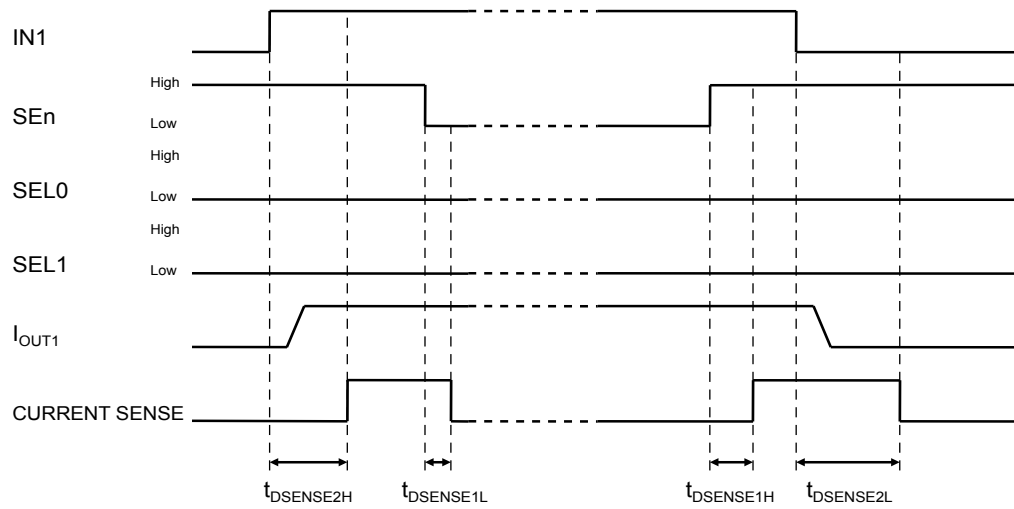 IN1
High
SEn
Low
High
SEL0
Low
High
SEL1
Low
IOUT1
CURRENT SENSE
tDSENSE2H
tDSENSE1L
tDSENSE1H
tDSENSE2L